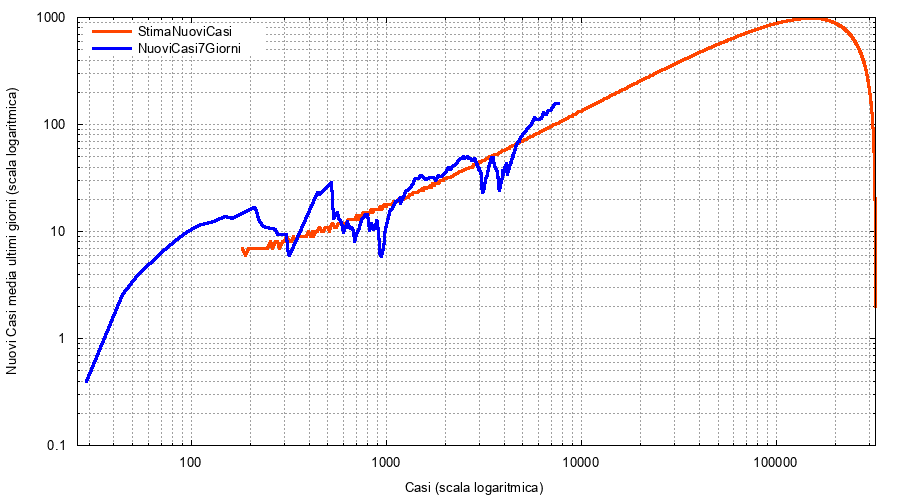 1000
StimaNuoviCasi
NuoviCasi7Giorni
100
10
1
0.1
Nuovi Casi media ultimi giorni (scala logaritmica)
100
1000
10000
100000
Casi (scala logaritmica)